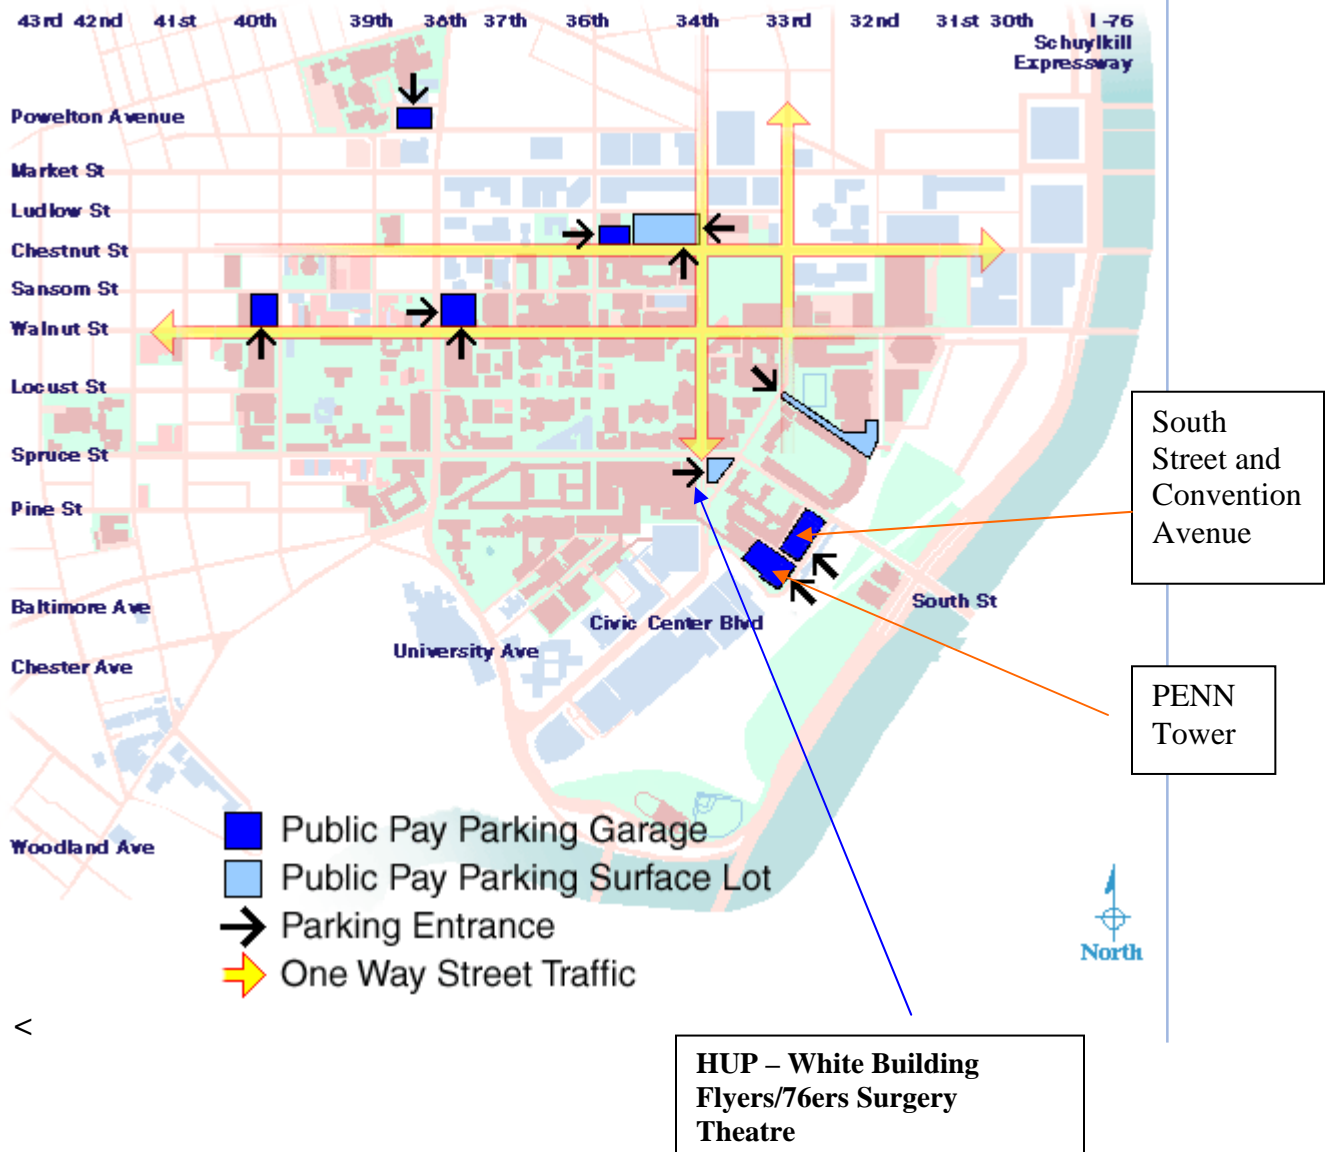 43rd 42nd 41st 40th 39th 38th 37th 36th 34th 33rd 32nd 31st 30th I-76
Schuylkill
Expressway
Powelton Avenue
Market St
Ludlow St
Chestnut St
Sansom St
Walnut St
Locust St
Spruce St
Pine St
South
Street and
Convention
Avenue
Baltimore Ave
South St
Civic Center Blvd
University Ave
Chester Ave
PENN
Tower
Woodland Ave
Public Pay Parking Garage
Public Pay Parking Surface Lot
Parking Entrance
One Way Street Traffic
North
<
HUP – White Building
Flyers/76ers Surgery
Theatre